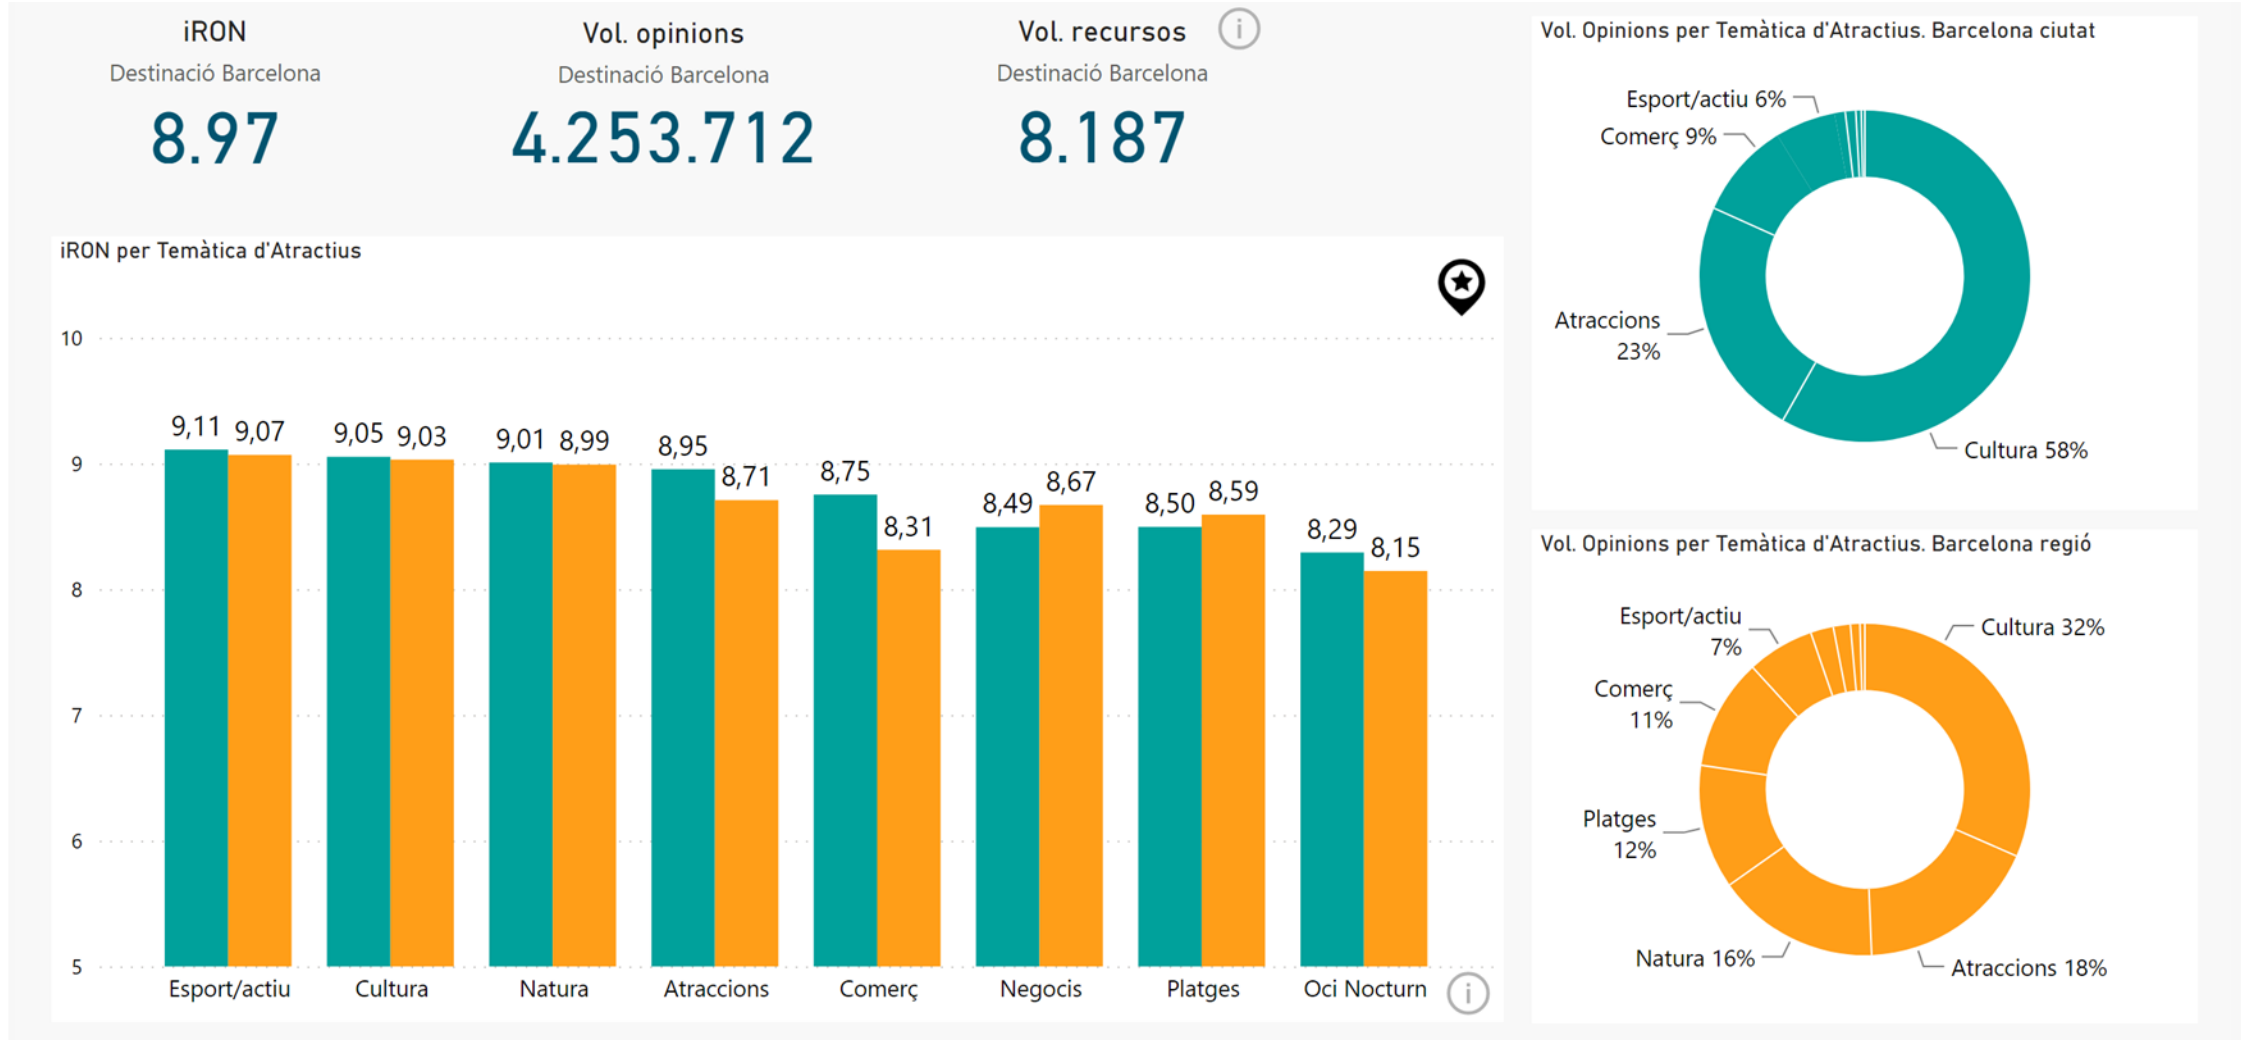 iRON
Destinació Barcelona
8.97
Vol. opinions
Destinació Barcelona
4.253.712
Vol. recursos
i
Destinació Barcelona
8.187
iRON per Temàtica d'Atractius
10
9
8
7
6
5
9,11 9,07
9,05 9,03
9,01 8,99
8,95 8,71
8,75 8,31
8,49 8,67
8,50 8,59
8,29 8,15
Esport/actiu Cultura Natura Atraccions Comerç Negocis Platges Oci Nocturn
i
Vol. Opinions per Temàtica d'Atractius. Barcelona ciutat
Esport/actiu 6%
Comerç 9%
Atraccions
23%
Cultura 58%
Vol. Opinions per Temàtica d'Atractius. Barcelona regió
Esport/actiu
7%
Cultura 32%
Comerç
11%
Platges
12%
Natura 16%
Atraccions 18%